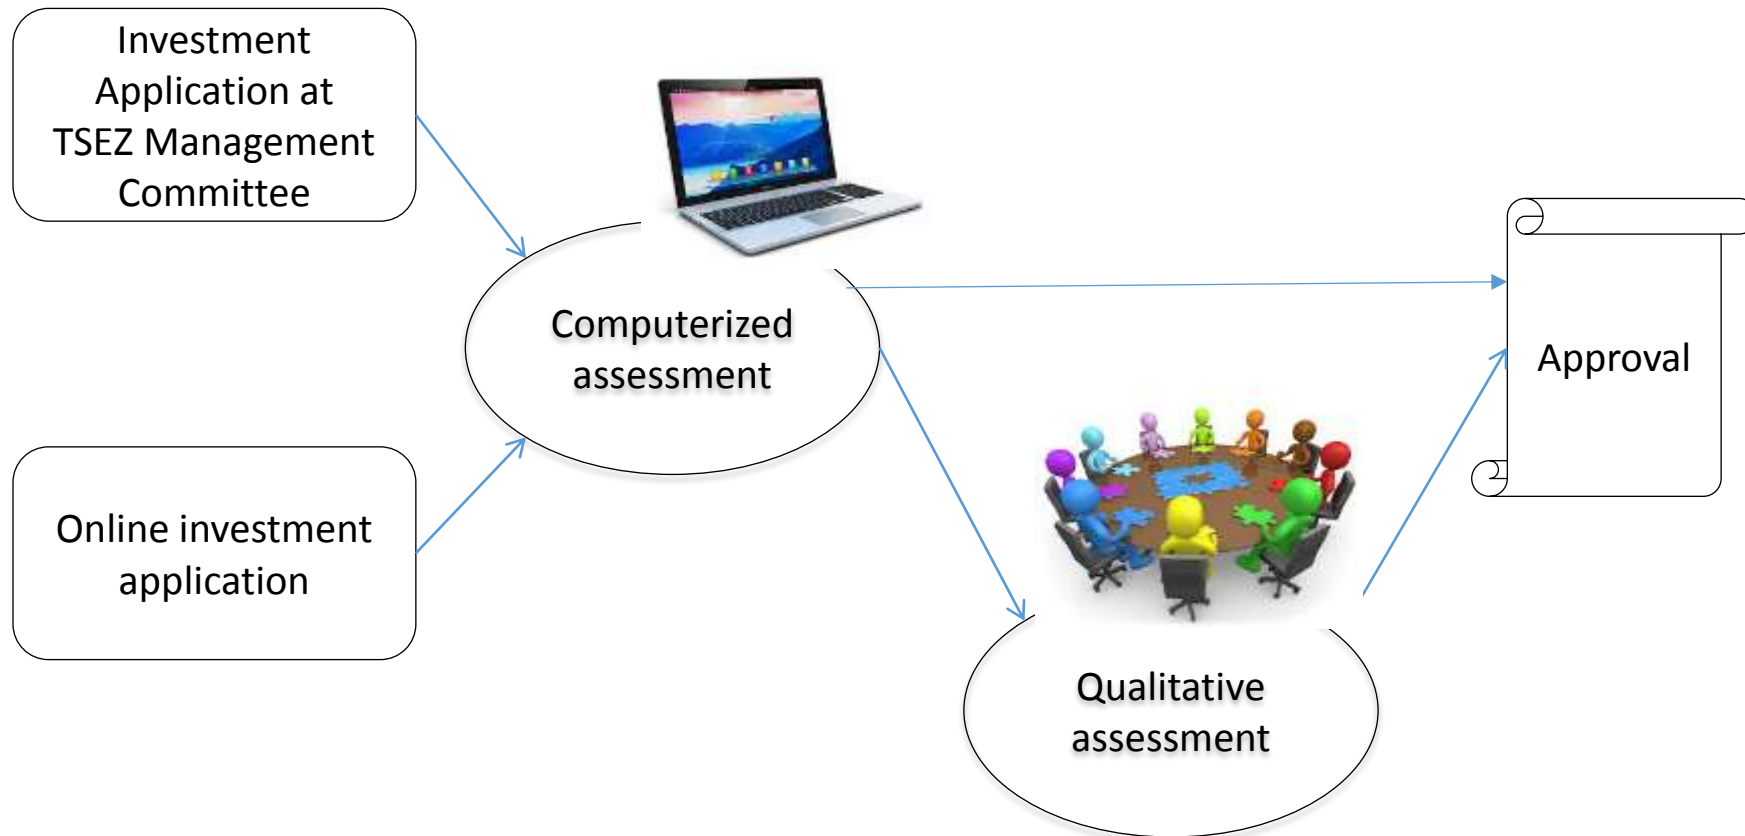 Investment
Application at
TSEZ Management
Committee
Computerized
assessment
Approval
Online investment
application
Qualitative
assessment